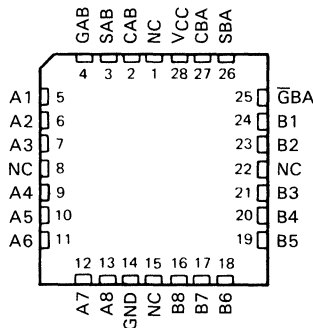 GAB SAB CAB NC VCC CBA SBA
4 3 2 1 28 27 26
A1 5 25 G̅BA
A2 6 24 B1
A3 7 23 B2
NC 8 22 NC
A4 9 21 B3
A5 10 20 B4
A6 11 19 B5
12 13 14 15 16 17 18
A7 A8 GND NC B8 B7 B6